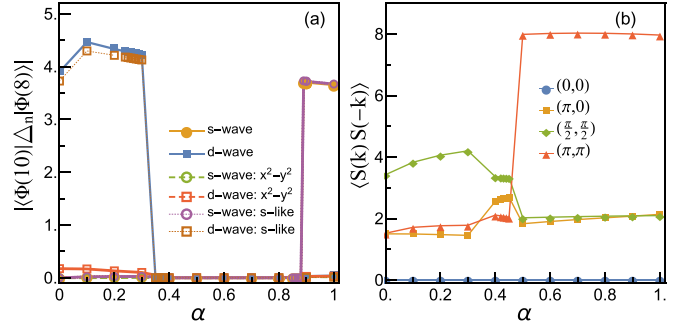 (a)
|⟨Φ(10)|△ₙ|Φ(8)⟩|
5.
4.
3.
2.
1.
0
s-wave
d-wave
s-wave: x²-y²
d-wave: x²-y²
s-wave: s-like
d-wave: s-like
0 0.2 0.4 0.6 0.8 1.
α
(b)
⟨S(k) S(-k)⟩
8
6
4
2
0
(0,0)
(π,0)
(π/2,π/2)
(π,π)
0. 0.2 0.4 0.6 0.8 1.
α